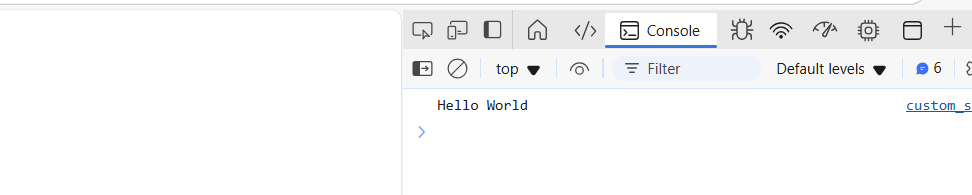 Console
top Filter Default levels 6
Hello World custom_s